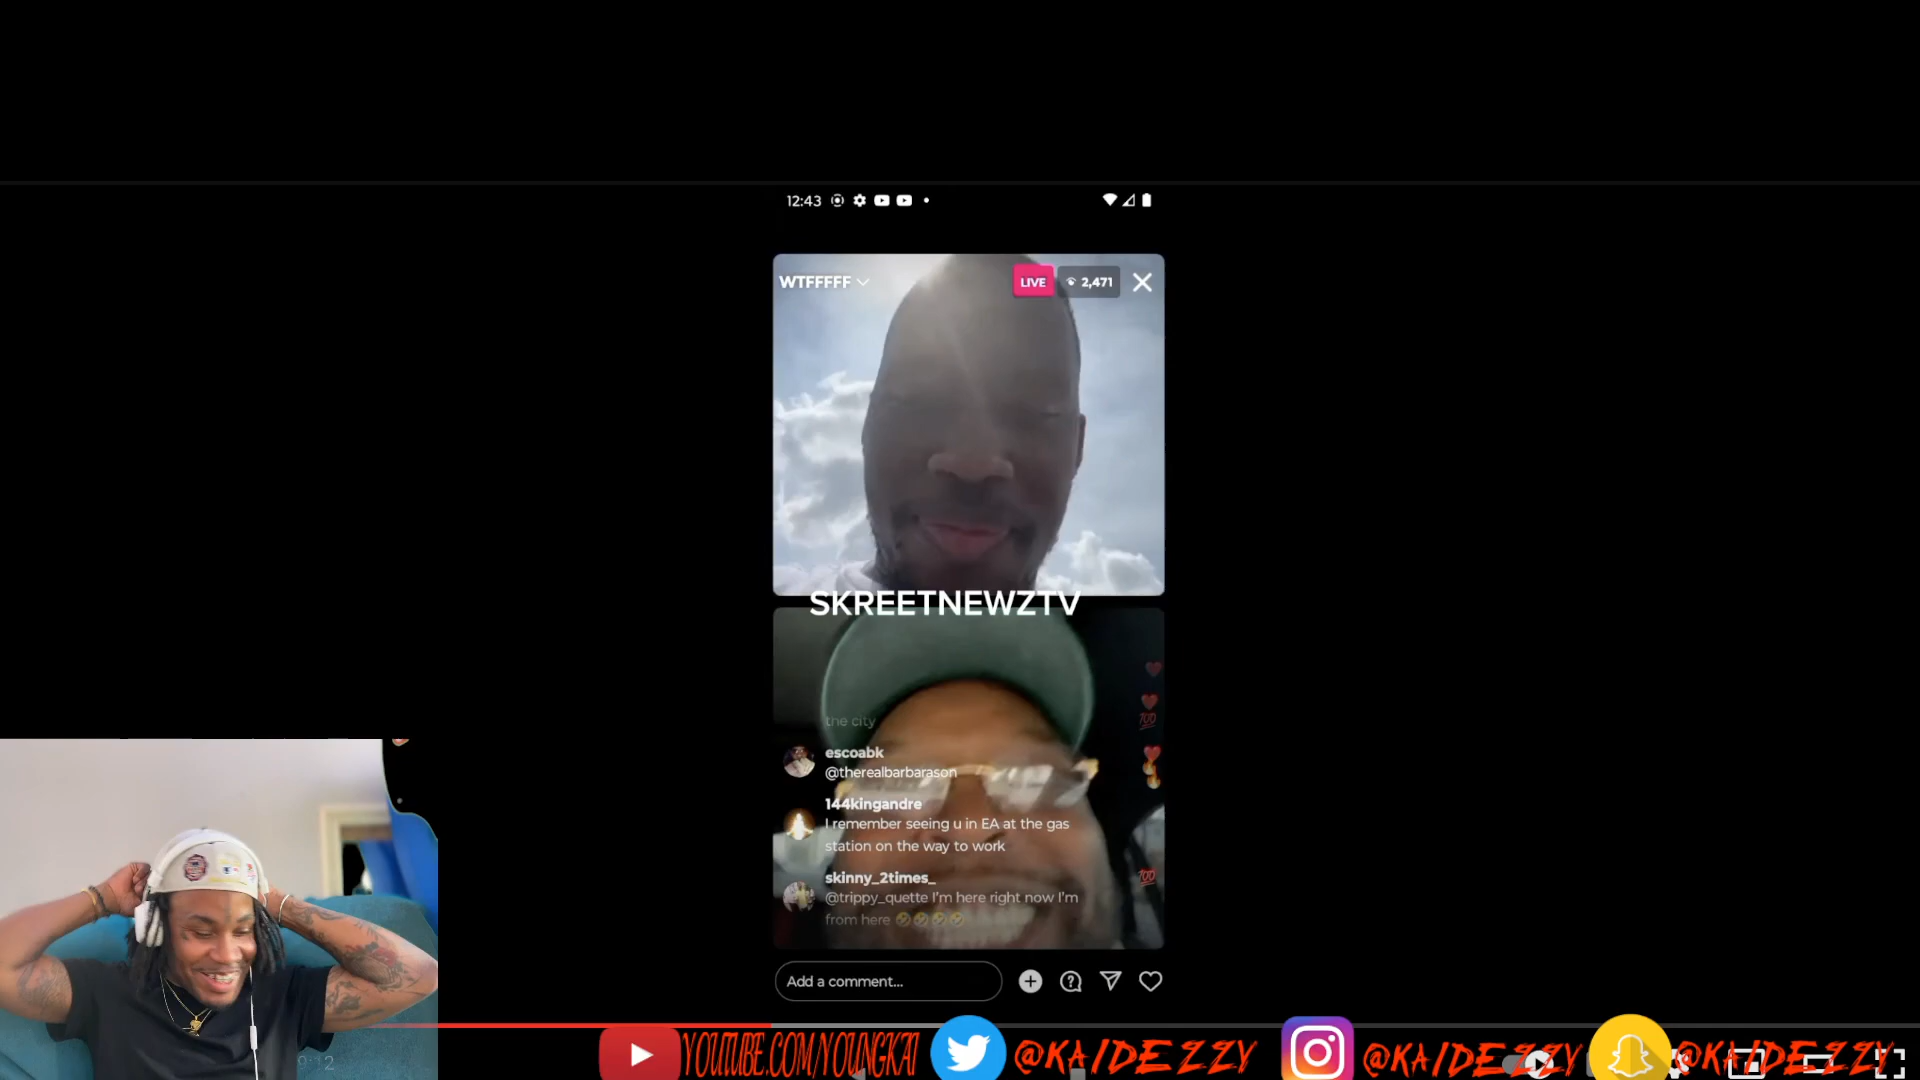 12:43
WTFFFFF
LIVE
2,471
SKREETNEWZTV
the city
escoabk
@therealbarbarason
144kingandre
I remember seeing u in EA at the gas
station on the way to work
skinny_2times_
@trippy_quette I'm here right now I'm
from here 🤣🤣🤣🤣
Add a comment...
YOUTUBE.COM/YOUNGKAI
@KAIDEZZY
@KAIDEZZY
@KAIDEZZY